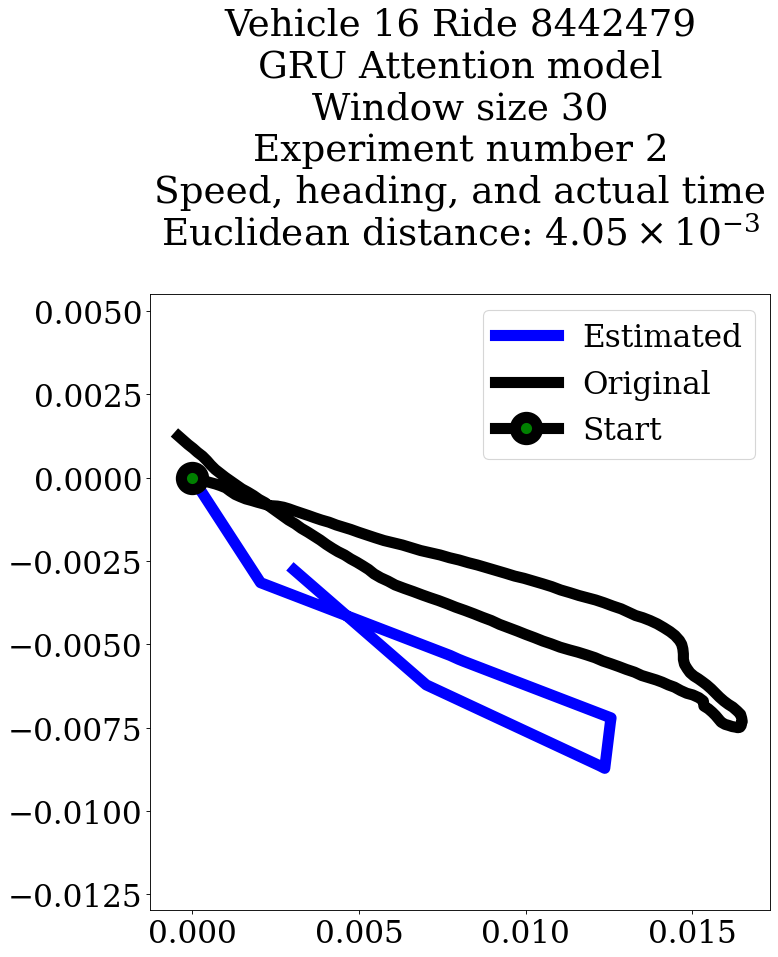 Vehicle 16 Ride 8442479
GRU Attention model
Window size 30
Experiment number 2
Speed, heading, and actual time
Euclidean distance: 4.05 × 10⁻³
Estimated
Original
Start
0.0050
0.0025
0.0000
−0.0025
−0.0050
−0.0075
−0.0100
−0.0125
0.000 0.005 0.010 0.015